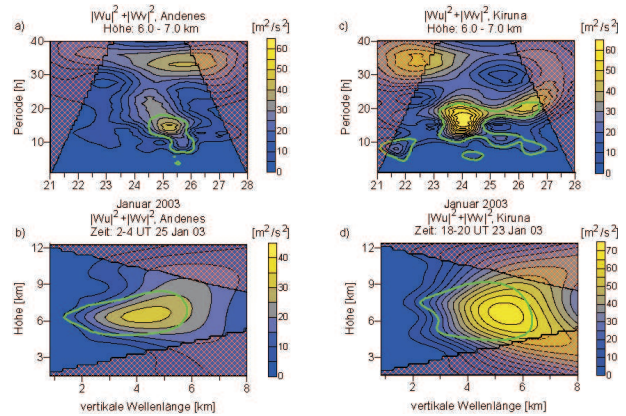 a)
|Wu|²+|Wv|², Andenes
Höhe: 6.0 - 7.0 km
[m²/s²]
Periode [h]
40
30
20
10
21 22 23 24 25 26 27 28
Januar 2003
60
50
40
30
20
10
0
c)
|Wu|²+|Wv|², Kiruna
Höhe: 6.0 - 7.0 km
[m²/s²]
Periode [h]
40
30
20
10
21 22 23 24 25 26 27 28
Januar 2003
60
50
40
30
20
10
0
b)
|Wu|²+|Wv|², Andenes
Zeit: 2-4 UT 25 Jan 03
[m²/s²]
Höhe [km]
12
9
6
3
2 4 6 8
vertikale Wellenlänge [km]
40
30
20
10
0
d)
|Wu|²+|Wv|², Kiruna
Zeit: 18-20 UT 23 Jan 03
[m²/s²]
Höhe [km]
12
9
6
3
2 4 6 8
vertikale Wellenlänge [km]
70
60
50
40
30
20
10
0